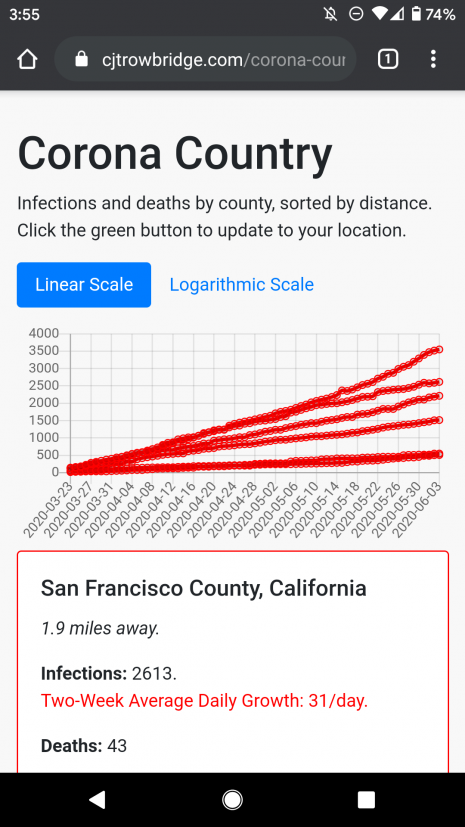 3:55
74%
cjtrowbridge.com/corona-cour
1
Corona Country
Infections and deaths by county, sorted by distance.
Click the green button to update to your location.
Linear Scale
Logarithmic Scale
4000
3500
3000
2500
2000
1500
1000
500
0
2020-03-23
2020-03-27
2020-03-31
2020-04-04
2020-04-08
2020-04-12
2020-04-16
2020-04-20
2020-04-24
2020-04-28
2020-05-02
2020-05-06
2020-05-10
2020-05-14
2020-05-18
2020-05-22
2020-05-26
2020-05-30
2020-06-03
San Francisco County, California
1.9 miles away.
Infections: 2613.
Two-Week Average Daily Growth: 31/day.
Deaths: 43